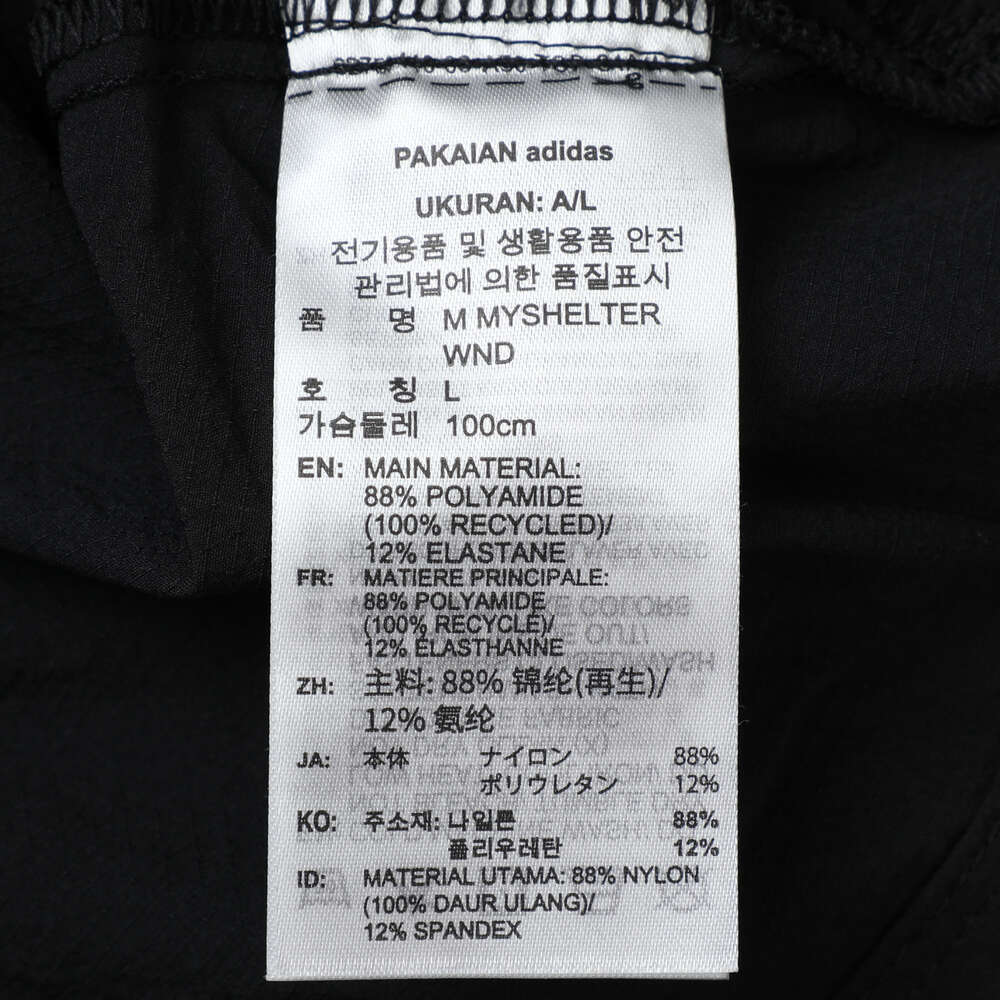 PAKAIAN adidas
UKURAN: A/L
전기용품 및 생활용품 안전
관리법에 의한 품질표시
품 명 M MYSHELTER
WND
호 칭 L
가슴둘레 100cm
EN: MAIN MATERIAL:
88% POLYAMIDE
(100% RECYCLED)/
12% ELASTANE
FR: MATIERE PRINCIPALE:
88% POLYAMIDE
(100% RECYCLÉ)/
12% ÉLASTHANNE
ZH: 主料: 88% 锦纶(再生)/
12% 氨纶
JA: 本体 ナイロン 88%
ポリウレタン 12%
KO: 주소재: 나일론 88%
폴리우레탄 12%
ID: MATERIAL UTAMA: 88% NYLON
(100% DAUR ULANG)/
12% SPANDEX